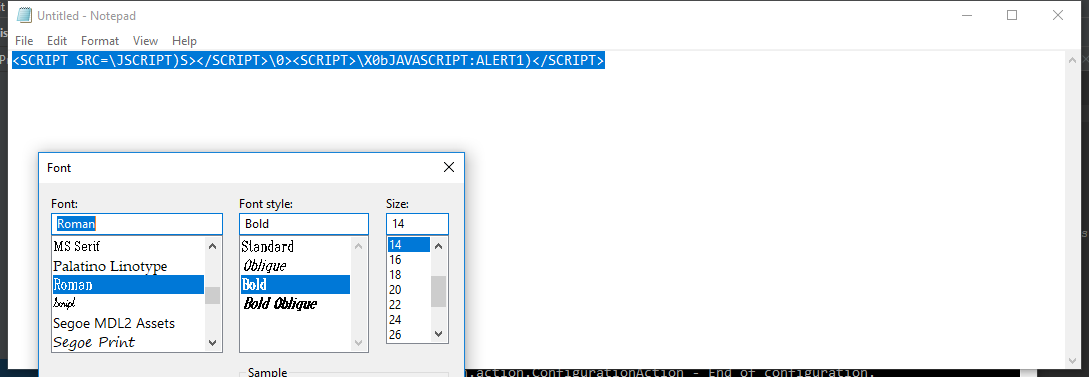 Untitled - Notepad
File Edit Format View Help
<SCRIPT SRC=\JSCRIPT)S></SCRIPT>\0><SCRIPT>\X0bJAVASCRIPT:ALERT1)</SCRIPT>
Font
Font: Font style: Size:
Roman Bold 14
MS Serif Standard 14
Palatino Linotype Oblique 16
Roman Bold 18
Script Bold Oblique 20
Segoe MDL2 Assets 22
Segoe Print 24
26
Sample
.action.ConfigurationAction - End of configuration.